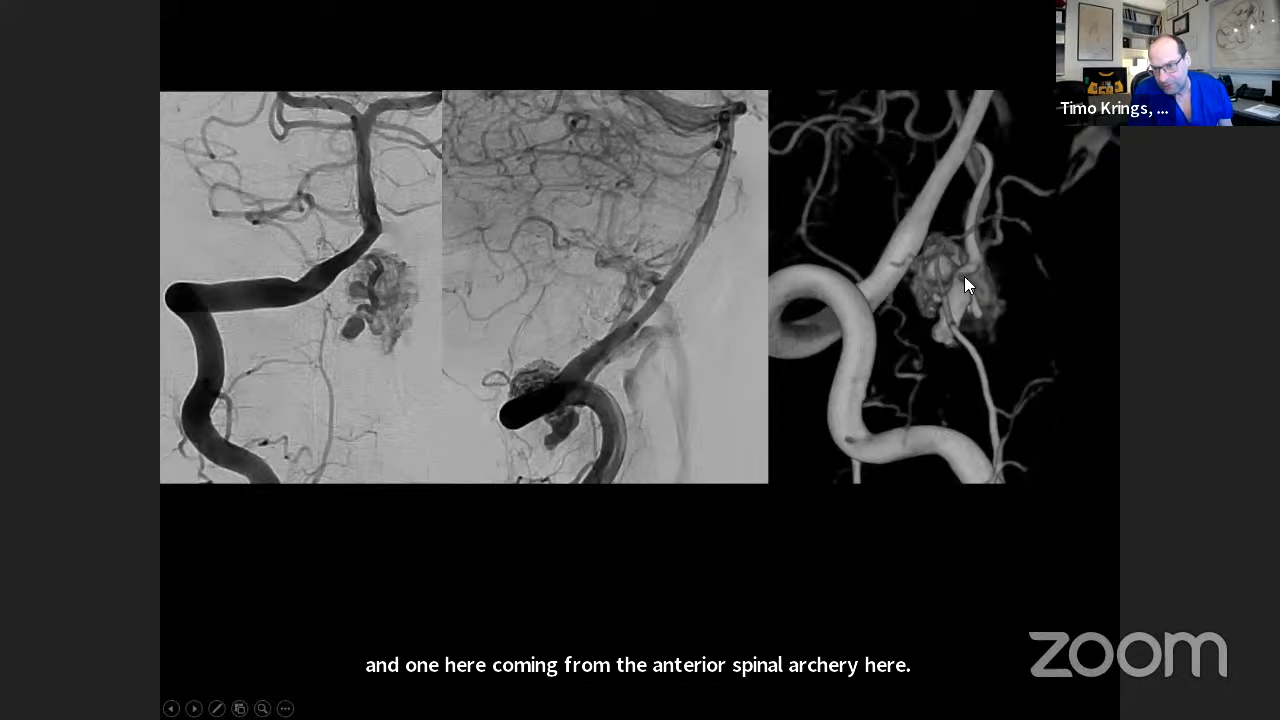 Timo Krings, ...
and one here coming from the anterior spinal archery here.
zoom